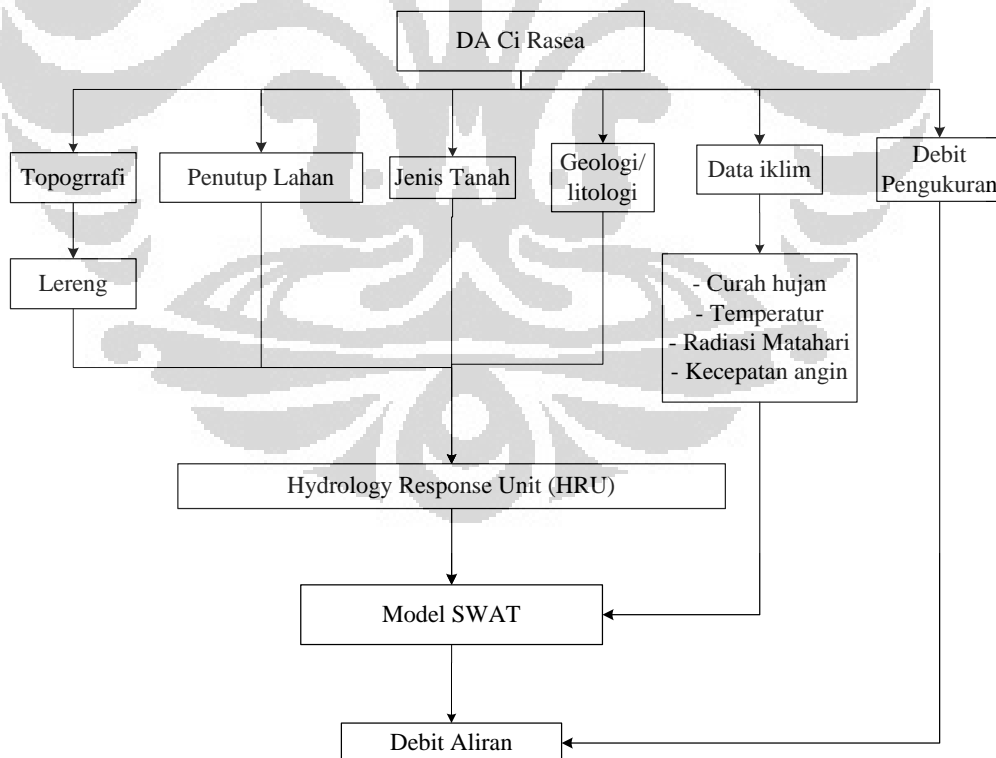 DA Ci Rasea
Topogrrafi
Penutup Lahan
Jenis Tanah
Geologi/
litologi
Data iklim
Debit
Pengukuran
Lereng
- Curah hujan
- Temperatur
- Radiasi Matahari
- Kecepatan angin
Hydrology Response Unit (HRU)
Model SWAT
Debit Aliran